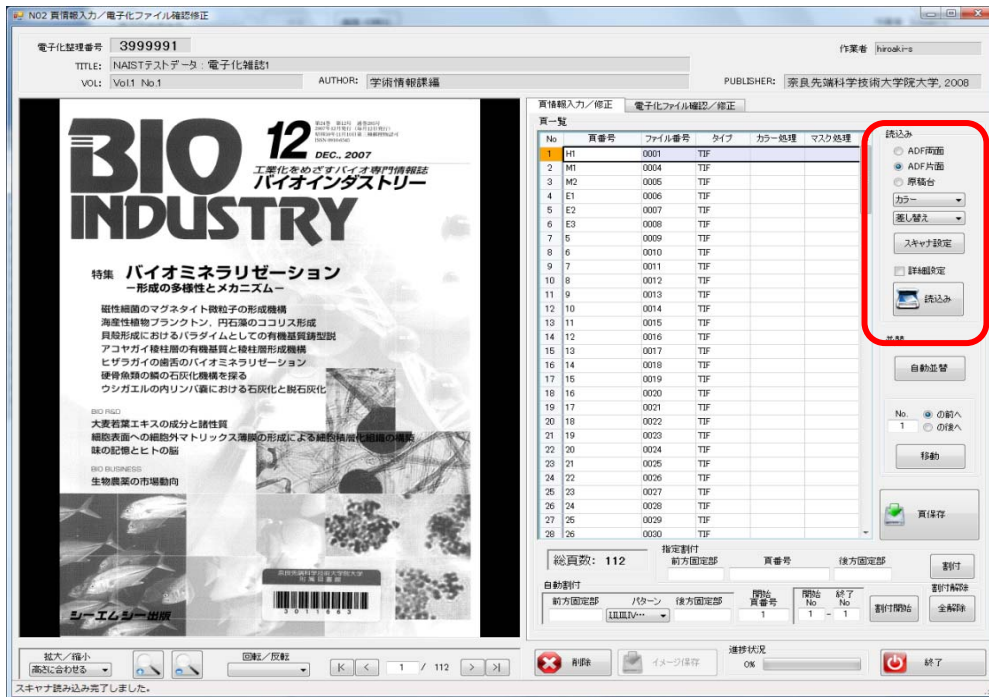 N02 頁情報入力／電子化ファイル確認修正
電子化整理番号 3999991
作業者 hiroaki-s
TITLE: NAISTテストデータ：電子化雑誌1
VOL: Vol.1 No.1
AUTHOR: 学術情報課編
PUBLISHER: 奈良先端科学技術大学院大学, 2008
BIO
INDUSTRY
12
DEC., 2007
工業化をめざすバイオ専門情報誌
バイオインダストリー
特集 バイオミネラリゼーション
－形成の多様性とメカニズム－
磁性細菌のマグネタイト微粒子の形成機構
海産性植物プランクトン，円石藻のココリス形成
貝殻形成におけるパラダイムとしての有機基質鋳型説
アコヤガイ稜柱層の有機基質と稜柱層形成機構
ヒザラガイの歯舌のバイオミネラリゼーション
硬骨魚類の鱗の石灰化機構を探る
ウシガエルの内リンパ嚢における石灰化と脱石灰化
BIO R&D
大麦若葉エキスの成分と諸性質
細胞表面への細胞外マトリックス薄膜の形成による細胞積層化組織の構築
味の記憶とヒトの脳
BIO BUSINESS
生物農薬の市場動向
奈良先端科学技術大学院大学
附属図書館
3011663
シーエムシー出版
頁情報入力／修正 電子化ファイル確認／修正
頁一覧
No 頁番号 ファイル番号 タイプ カラー処理 マスク処理
1 H1 0001 TIF
2 M1 0004 TIF
3 M2 0005 TIF
4 E1 0006 TIF
5 E2 0007 TIF
6 E3 0008 TIF
7 5 0009 TIF
8 6 0010 TIF
9 7 0011 TIF
10 8 0012 TIF
11 9 0013 TIF
12 10 0014 TIF
13 11 0015 TIF
14 12 0016 TIF
15 13 0017 TIF
16 14 0018 TIF
17 15 0019 TIF
18 16 0020 TIF
19 17 0021 TIF
20 18 0022 TIF
21 19 0023 TIF
22 20 0024 TIF
23 21 0025 TIF
24 22 0026 TIF
25 23 0027 TIF
26 24 0028 TIF
27 25 0029 TIF
28 26 0030 TIF
読込み
ADF両面
ADF片面
原稿台
カラー
差し替え
スキャナ設定
詳細設定
読込み
自動並替
No. の前へ
1 の後へ
移動
頁保存
総頁数: 112
指定割付
前方固定部 頁番号 後方固定部
割付
自動割付
前方固定部 パターン 後方固定部 開始頁番号 開始No 終了No
I,II,III,IV… 1 1 - 1
割付開始
割付解除
全解除
拡大／縮小
高さに合わせる
回転／反転
K < 1 / 112 > >|
削除
イメージ保存
進捗状況
0%
終了
スキャナ読み込み完了しました。